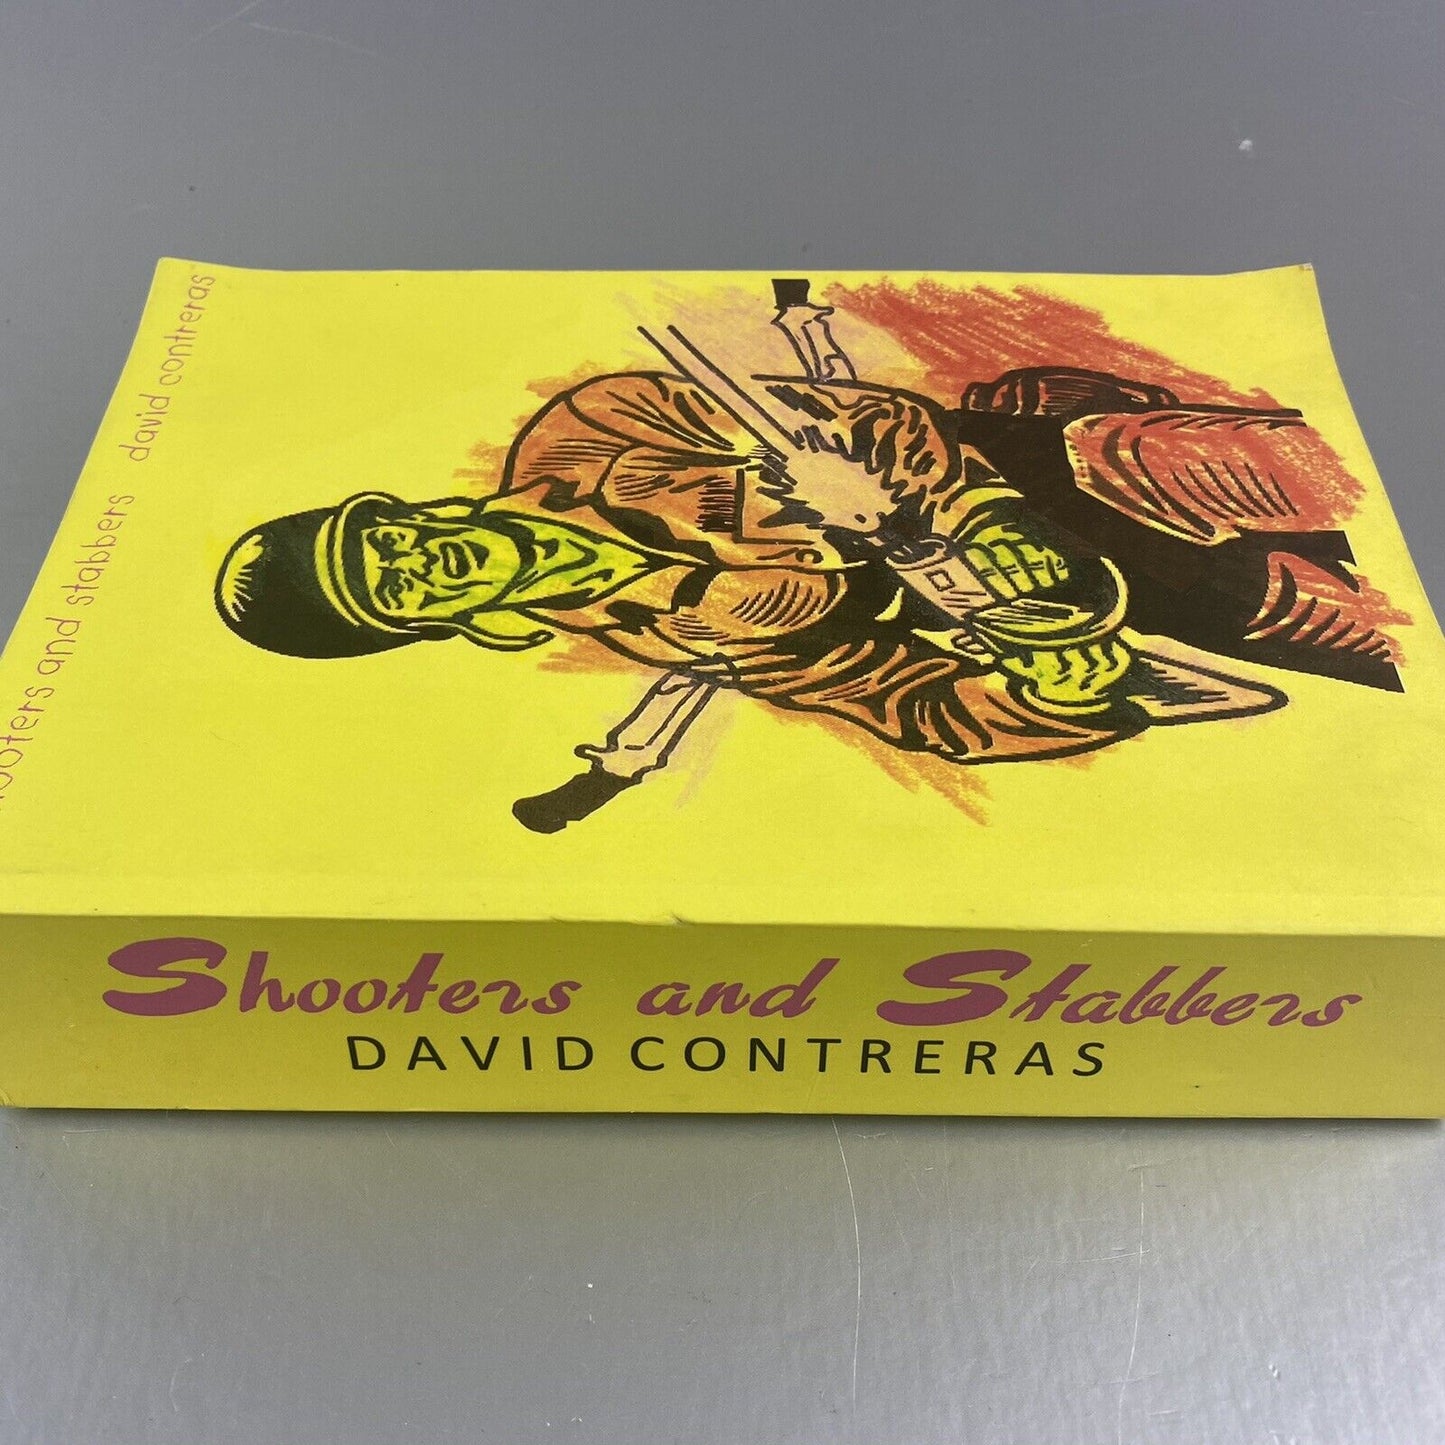 shooters and stabbers david contreras
Shooters and Stabbers
DAVID CONTRERAS